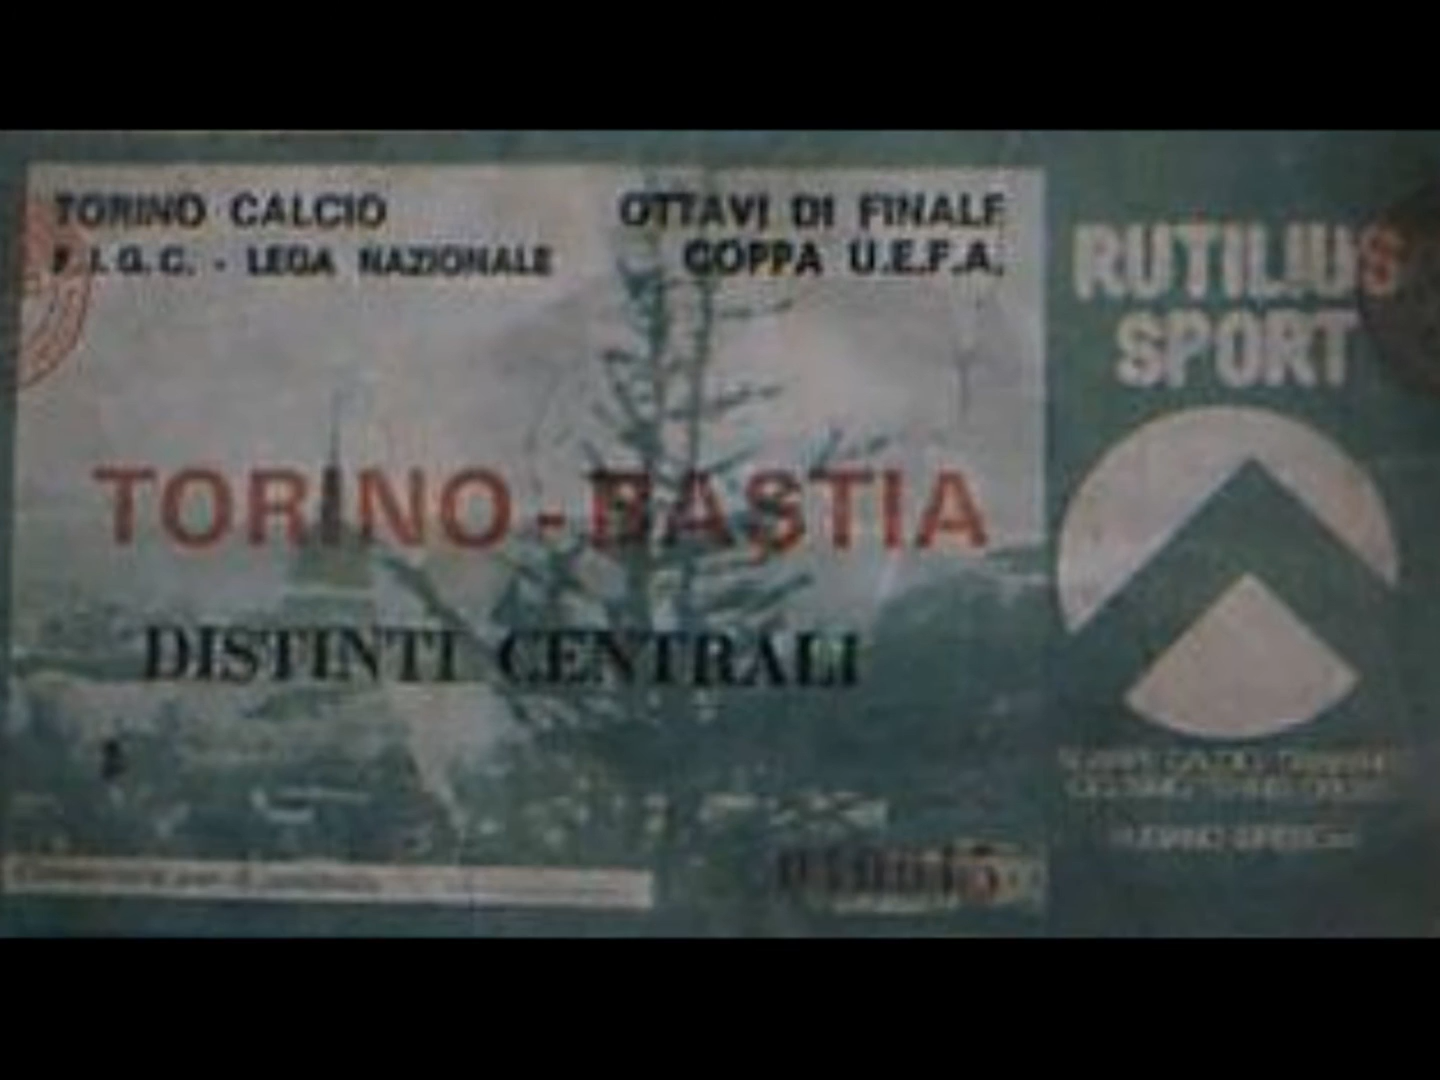 TORINO CALCIO
F.I.G.C. - LEGA NAZIONALE
OTTAVI DI FINALE
COPPA U.E.F.A.
TORINO - BASTIA
DISTINTI CENTRALI
RUTILIUS
SPORT